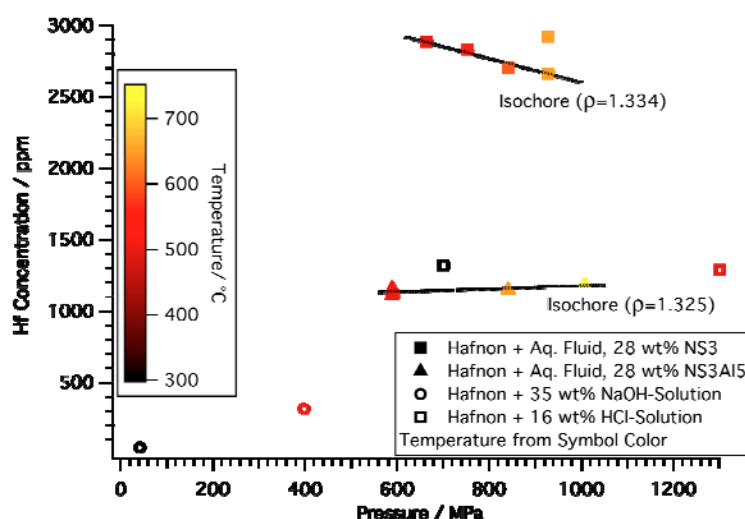 3000
2500
2000
1500
1000
500
Hf Concentration / ppm
700
600
500
400
300
Temperature/ °C
Isochore (ρ=1.334)
Isochore (ρ=1.325)
Hafnon + Aq. Fluid, 28 wt% NS3
Hafnon + Aq. Fluid, 28 wt% NS3Al5
Hafnon + 35 wt% NaOH-Solution
Hafnon + 16 wt% HCl-Solution
Temperature from Symbol Color
0 200 400 600 800 1000 1200
Pressure / MPa